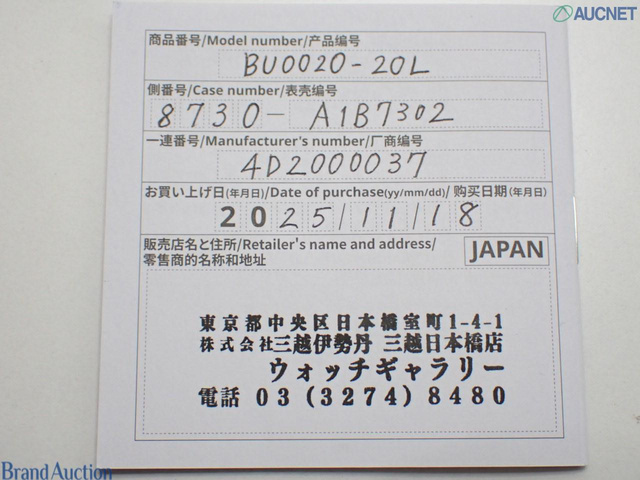 AUCNET
商品番号/Model number/产品编号
BU0020-20L
側番号/Case number/表壳编号
8730-A1B7302
一連番号/Manufacturer's number/厂商编号
4D2000037
お買い上げ日(年月日)/Date of purchase(yy/mm/dd)/购买日期(年月日)
2025/11/18
販売店名と住所/Retailer's name and address/
零售商的名称和地址
JAPAN
東京都中央区日本橋室町1-4-1
株式会社三越伊勢丹 三越日本橋店
ウォッチギャラリー
電話 03(3274)8480
Brand Auction